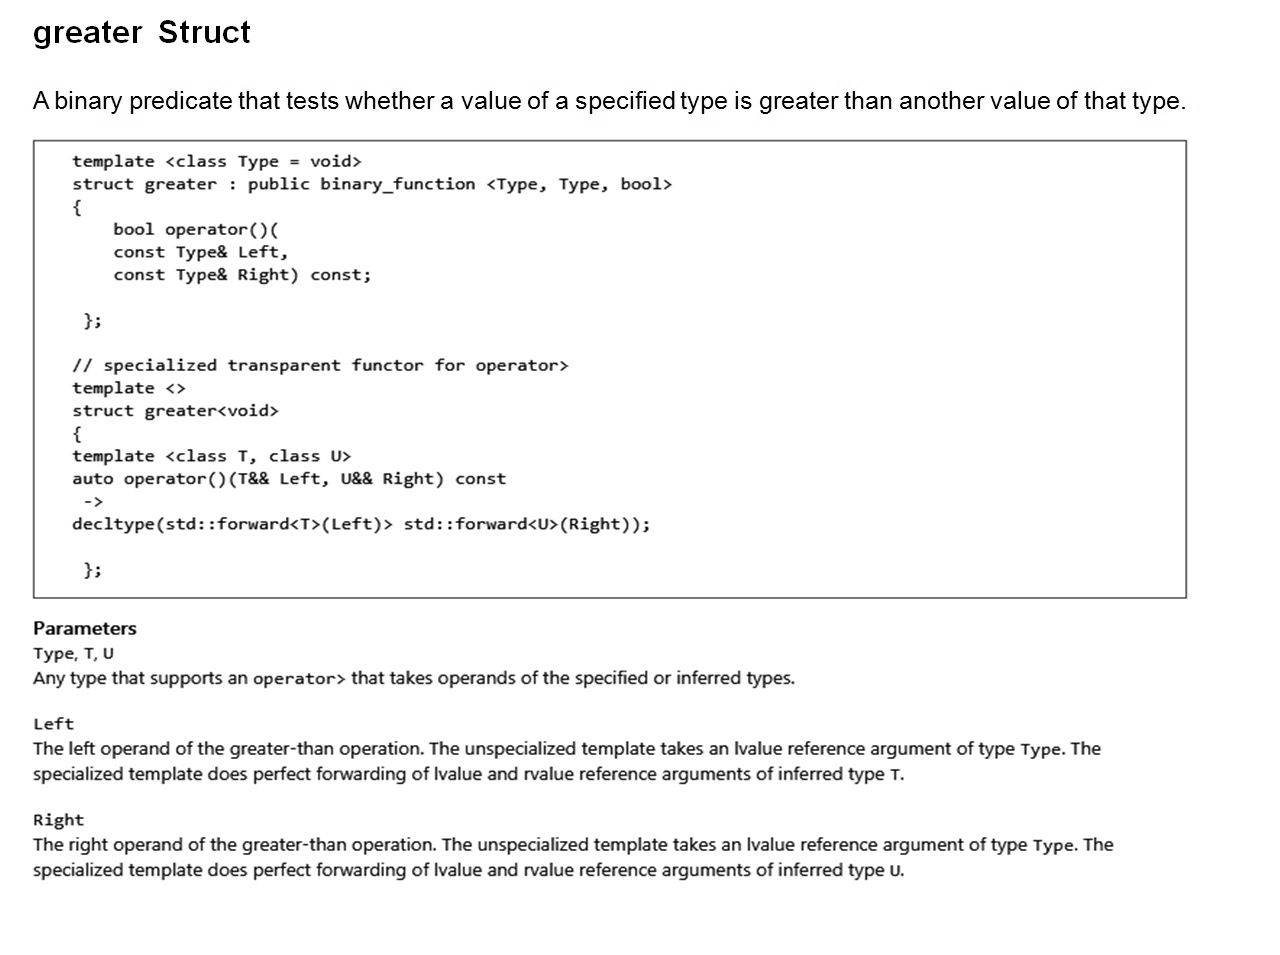 greater Struct
A binary predicate that tests whether a value of a specified type is greater than another value of that type.
template <class Type = void>
struct greater : public binary_function <Type, Type, bool>
{
bool operator()(
const Type& Left,
const Type& Right) const;
};
// specialized transparent functor for operator>
template <>
struct greater<void>
{
template <class T, class U>
auto operator()(T&& Left, U&& Right) const
->
decltype(std::forward<T>(Left)> std::forward<U>(Right));
};
Parameters
Type, T, U
Any type that supports an operator> that takes operands of the specified or inferred types.
Left
The left operand of the greater-than operation. The unspecialized template takes an lvalue reference argument of type Type. The
specialized template does perfect forwarding of lvalue and rvalue reference arguments of inferred type T.
Right
The right operand of the greater-than operation. The unspecialized template takes an lvalue reference argument of type Type. The
specialized template does perfect forwarding of lvalue and rvalue reference arguments of inferred type U.